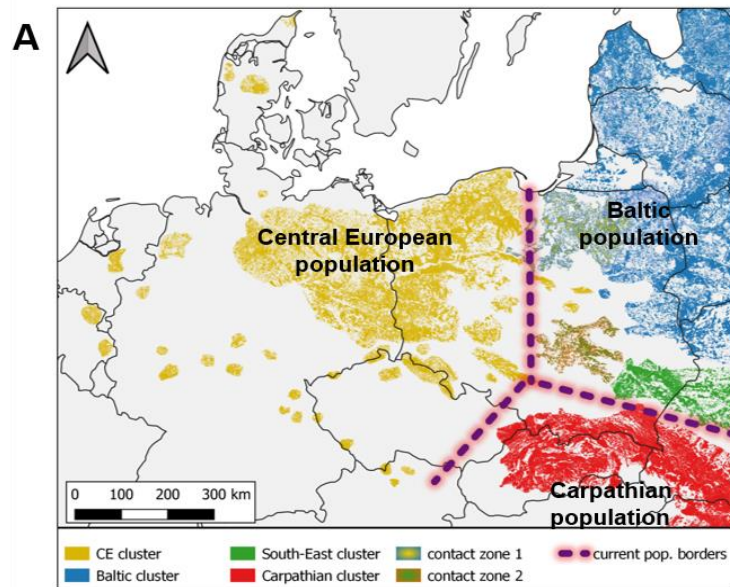 A
Central European
population
Baltic
population
Carpathian
population
0 100 200 300 km
CE cluster
South-East cluster
contact zone 1
current pop. borders
Baltic cluster
Carpathian cluster
contact zone 2